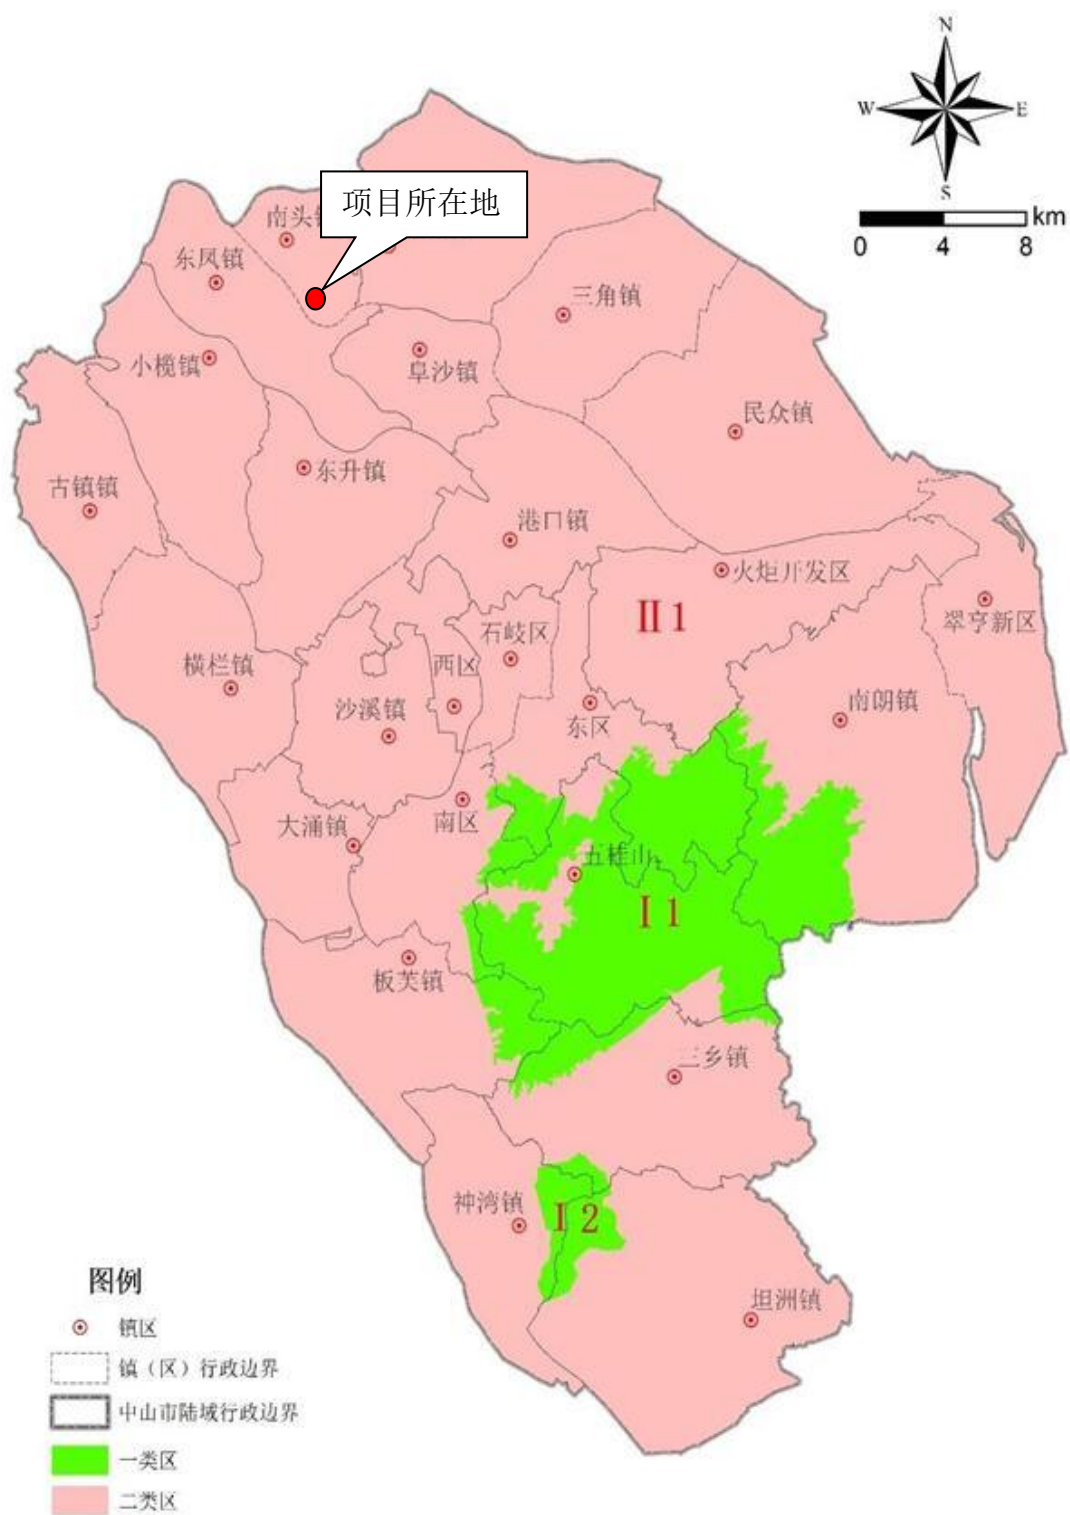 N
W
E
S
km
0
4
8
项目所在地
南头
东凤镇
三角镇
小榄镇
阜沙镇
民众镇
古镇镇
东升镇
港口镇
火炬开发区
II 1
翠亨新区
石岐区
西区
横栏镇
沙溪镇
东区
南朗镇
大涌镇
南区
五桂山
I 1
板芙镇
三乡镇
神湾镇
I 2
坦洲镇
图例
镇区
镇（区）行政边界
中山市陆域行政边界
一类区
二类区